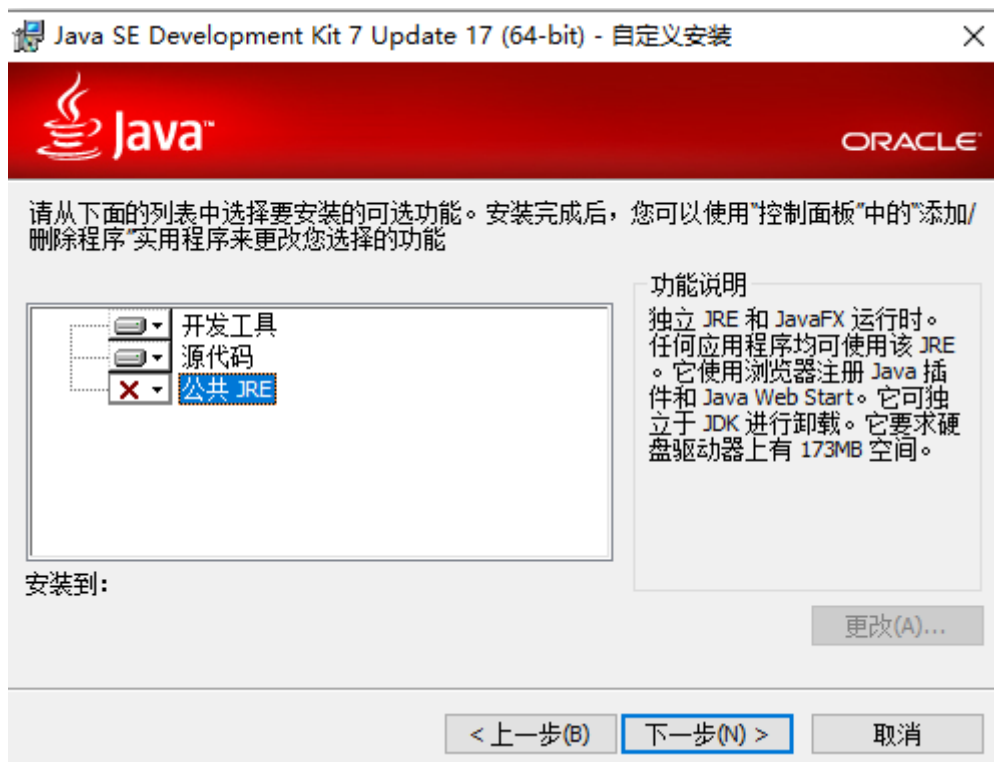 Java SE Development Kit 7 Update 17 (64-bit) - 自定义安装
Java™
ORACLE
请从下面的列表中选择要安装的可选功能。安装完成后，您可以使用"控制面板"中的"添加/
删除程序"实用程序来更改您选择的功能
开发工具
源代码
公共 JRE
功能说明
独立 JRE 和 JavaFX 运行时。
任何应用程序均可使用该 JRE
。它使用浏览器注册 Java 插
件和 Java Web Start。它可独
立于 JDK 进行卸载。它要求硬
盘驱动器上有 173MB 空间。
安装到：
更改(A)...
< 上一步(B)
下一步(N) >
取消